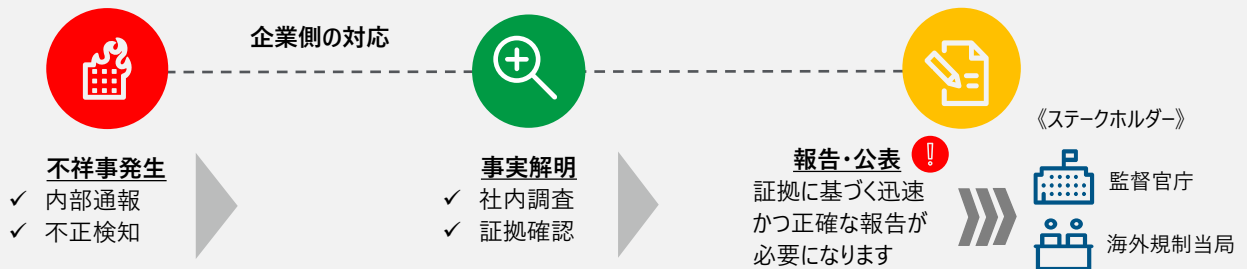 企業側の対応
不祥事発生
✓ 内部通報
✓ 不正検知
事実解明
✓ 社内調査
✓ 証拠確認
報告・公表
証拠に基づく迅速
かつ正確な報告が
必要になります
《ステークホルダー》
監督官庁
海外規制当局